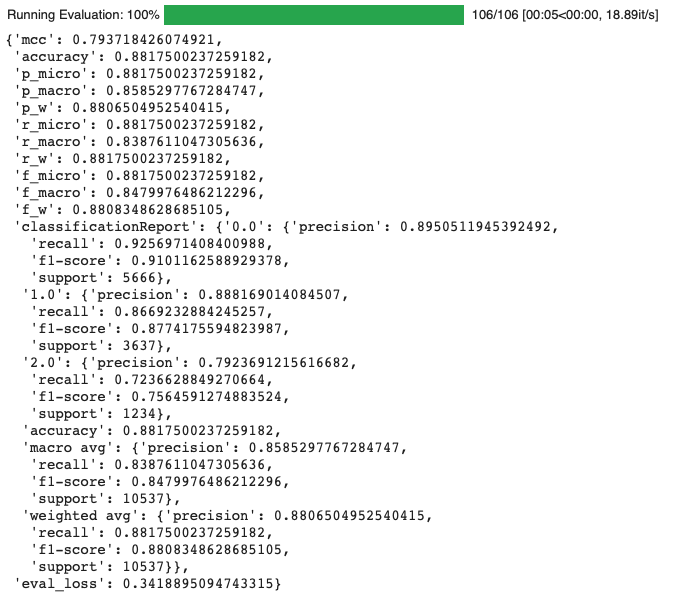 Running Evaluation: 100% 106/106 [00:05<00:00, 18.89it/s]
{'mcc': 0.793718426074921,
'accuracy': 0.8817500237259182,
'p_micro': 0.8817500237259182,
'p_macro': 0.8585297767284747,
'p_w': 0.8806504952540415,
'r_micro': 0.8817500237259182,
'r_macro': 0.8387611047305636,
'r_w': 0.8817500237259182,
'f_micro': 0.8817500237259182,
'f_macro': 0.8479976486212296,
'f_w': 0.8808348628685105,
'classificationReport': {'0.0': {'precision': 0.8950511945392492,
'recall': 0.9256971408400988,
'f1-score': 0.9101162588929378,
'support': 5666},
'1.0': {'precision': 0.888169014084507,
'recall': 0.8669232884245257,
'f1-score': 0.8774175594823987,
'support': 3637},
'2.0': {'precision': 0.7923691215616682,
'recall': 0.7236628849270664,
'f1-score': 0.7564591274883524,
'support': 1234},
'accuracy': 0.8817500237259182,
'macro avg': {'precision': 0.8585297767284747,
'recall': 0.8387611047305636,
'f1-score': 0.8479976486212296,
'support': 10537},
'weighted avg': {'precision': 0.8806504952540415,
'recall': 0.8817500237259182,
'f1-score': 0.8808348628685105,
'support': 10537}},
'eval_loss': 0.3418895094743315}